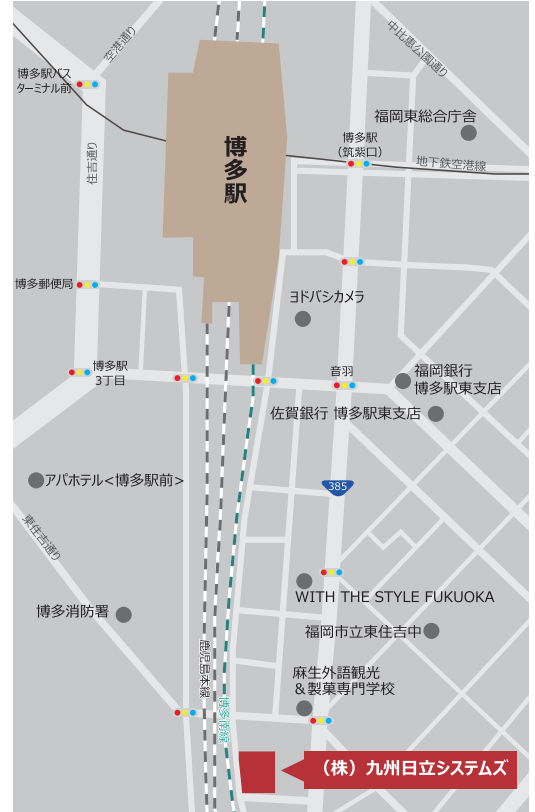 空港通り
中比恵公園通り
博多駅バス
ターミナル前
福岡東総合庁舎
博多駅
(筑紫口)
地下鉄空港線
博多駅
住吉通り
博多郵便局
ヨドバシカメラ
博多駅
3丁目
音羽
福岡銀行
博多駅東支店
佐賀銀行 博多駅東支店
アパホテル<博多駅前>
385
東住吉通り
WITH THE STYLE FUKUOKA
博多消防署
福岡市立東住吉中
鹿児島本線
麻生外語観光
&製菓専門学校
博多南線
(株)九州日立システムズ